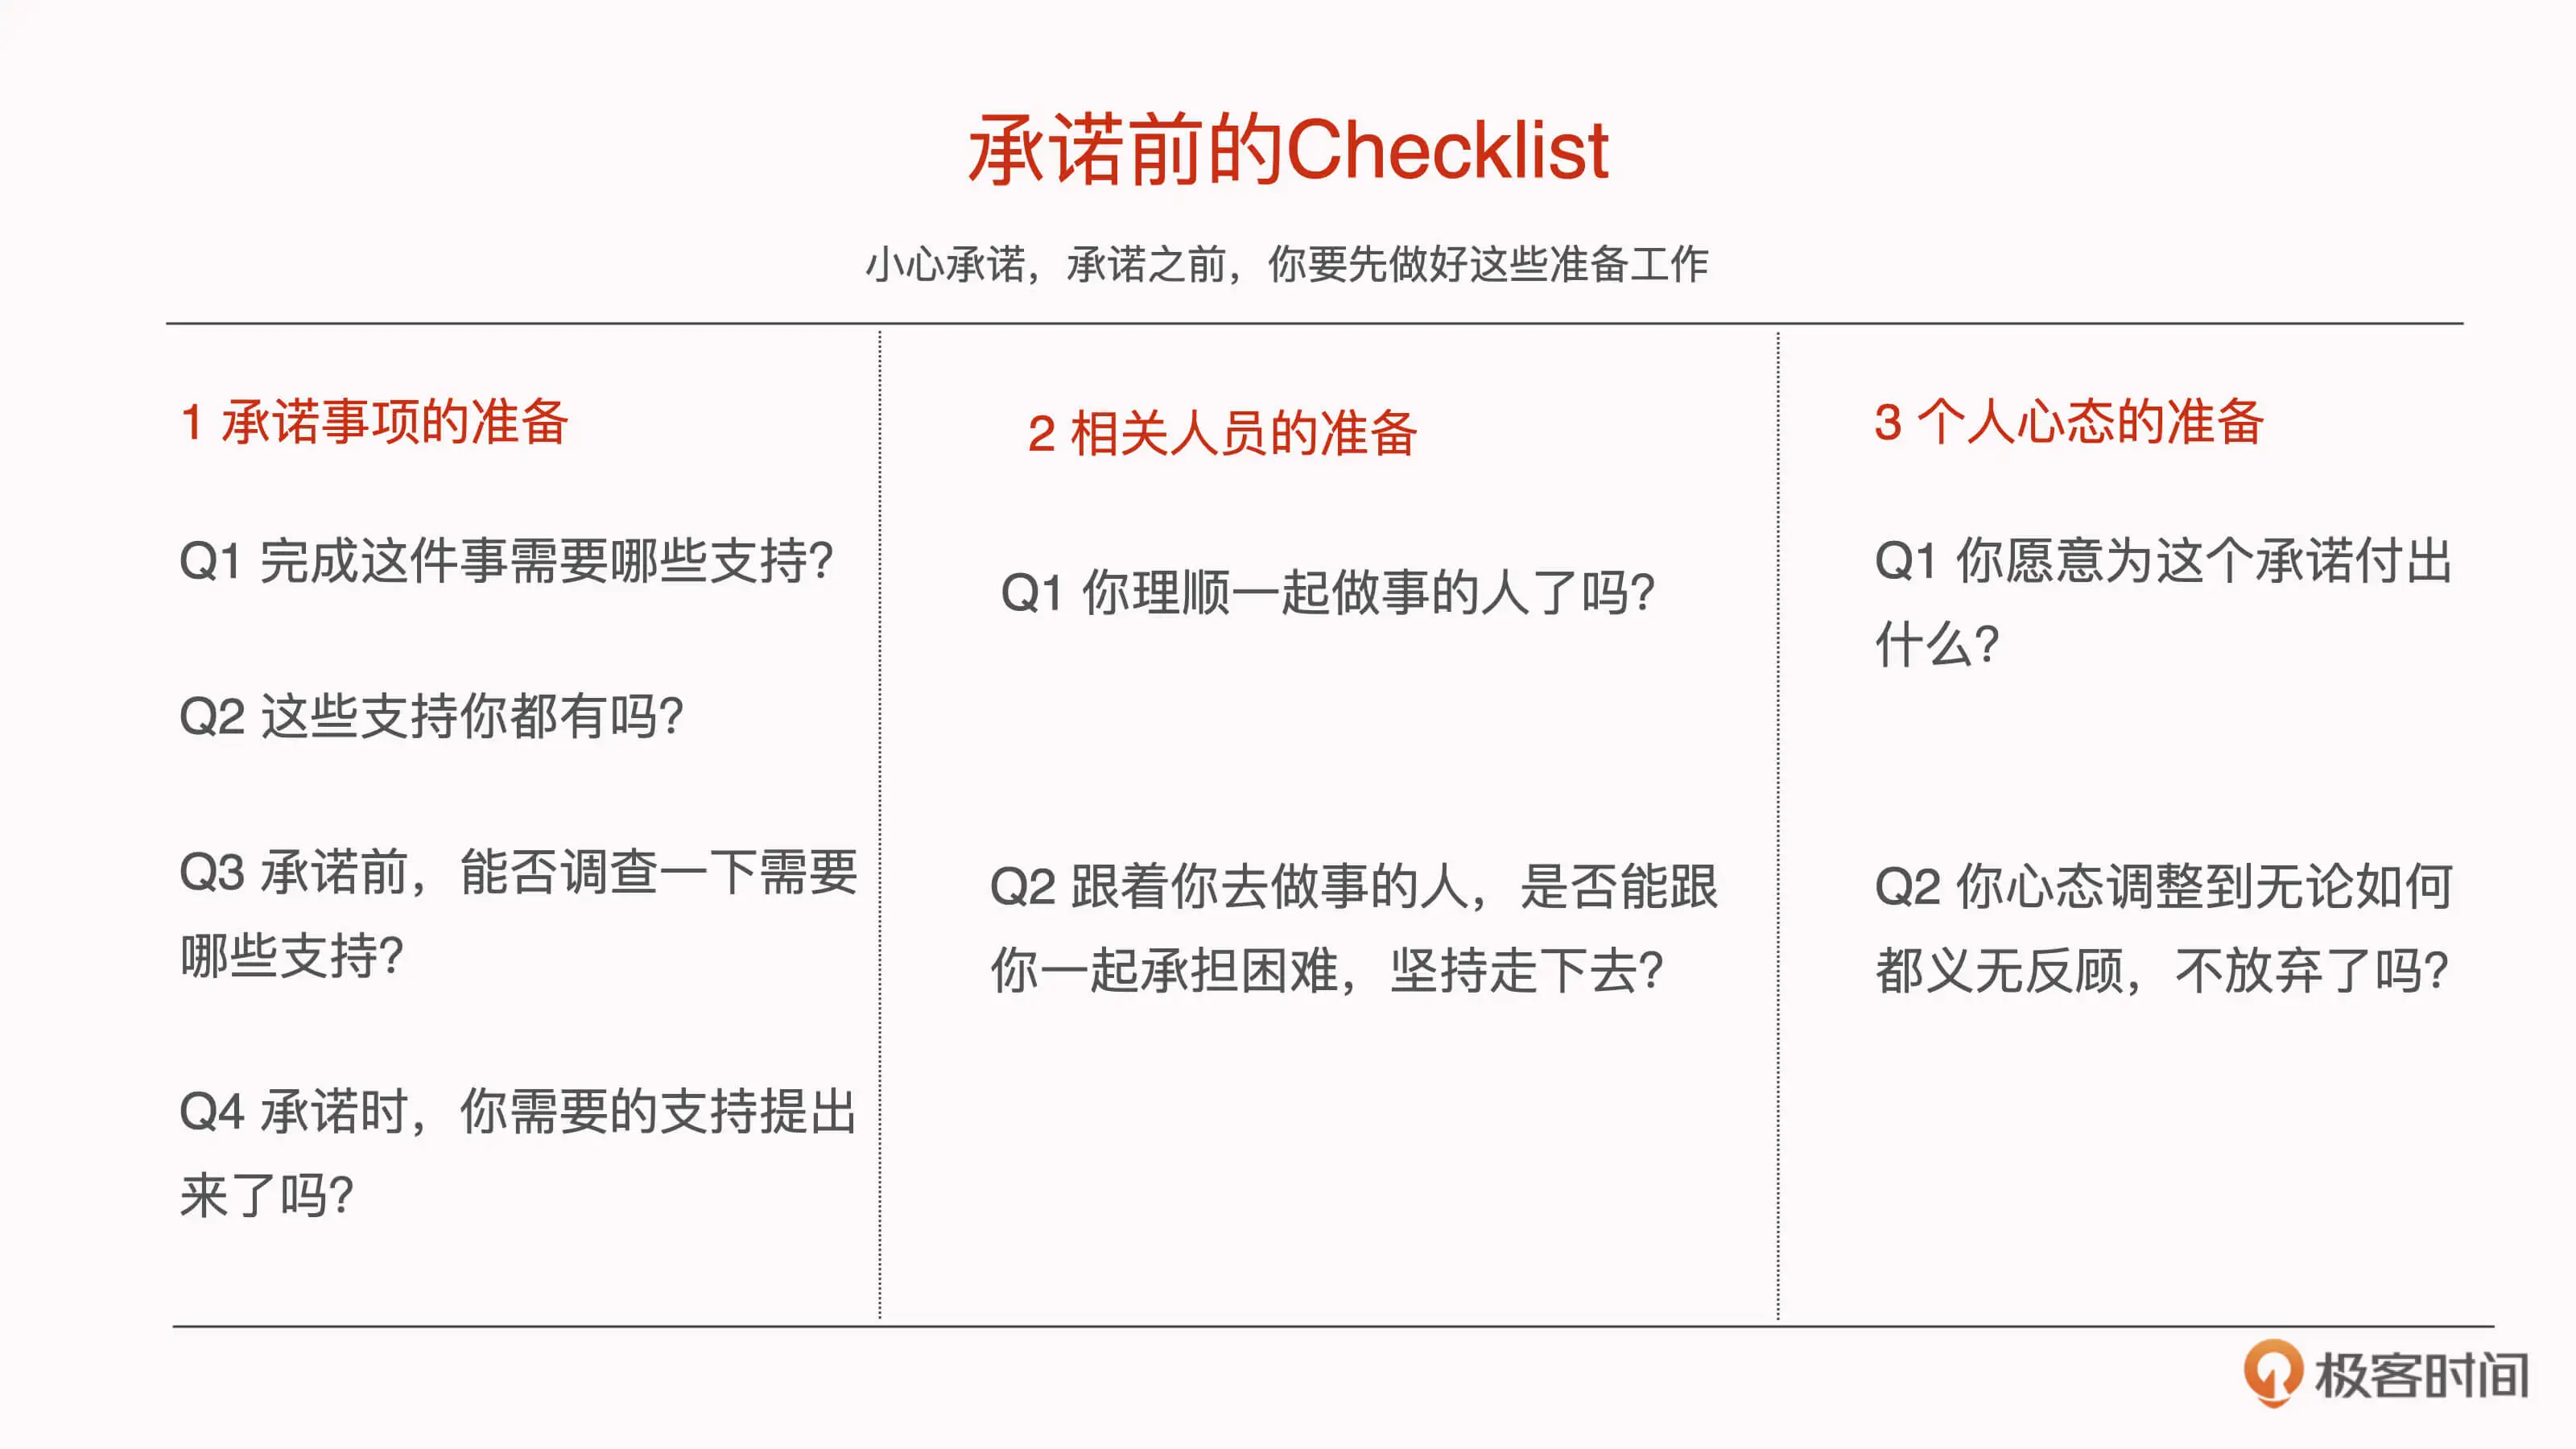 承诺前的Checklist
小心承诺，承诺之前，你要先做好这些准备工作
1 承诺事项的准备
Q1 完成这件事需要哪些支持？
Q2 这些支持你都有吗？
Q3 承诺前，能否调查一下需要
哪些支持？
Q4 承诺时，你需要的支持提出
来了吗？
2 相关人员的准备
Q1 你理顺一起做事的人了吗？
Q2 跟着你去做事的人，是否能跟
你一起承担困难，坚持走下去？
3 个人心态的准备
Q1 你愿意为这个承诺付出
什么？
Q2 你心态调整到无论如何
都义无反顾，不放弃了吗？
极客时间